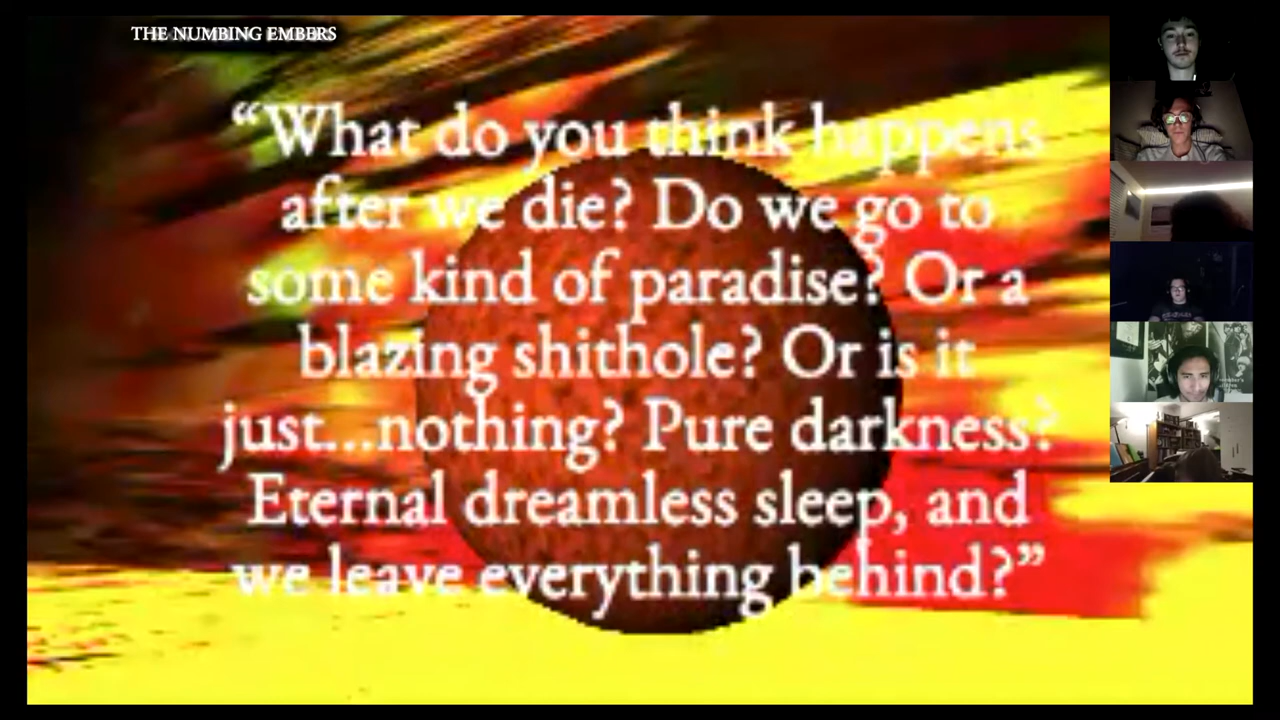 THE NUMBING EMBERS
“What do you think happens
after we die? Do we go to
some kind of paradise? Or a
blazing shithole? Or is it
just...nothing? Pure darkness?
Eternal dreamless sleep, and
we leave everything behind?”